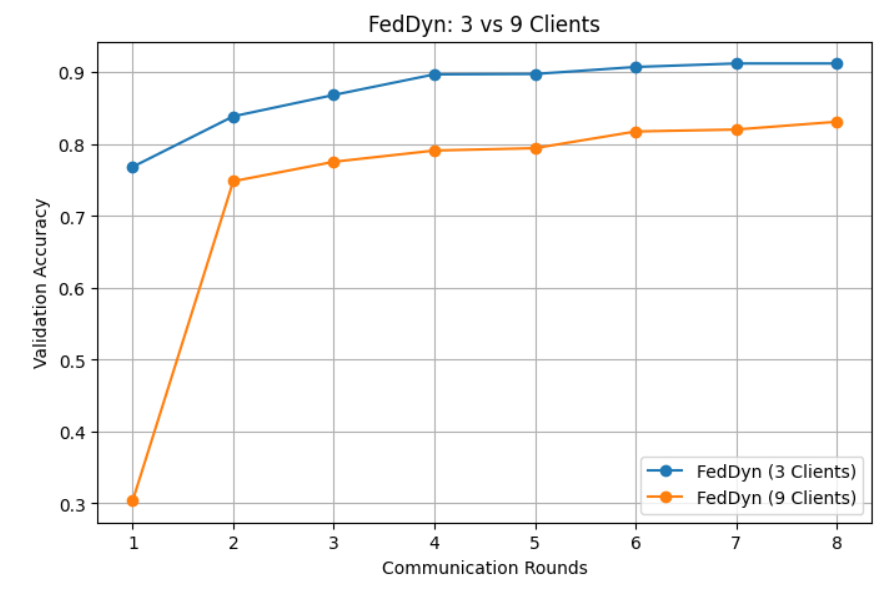 FedDyn: 3 vs 9 Clients
Validation Accuracy
0.9
0.8
0.7
0.6
0.5
0.4
0.3
FedDyn (3 Clients)
FedDyn (9 Clients)
1 2 3 4 5 6 7 8
Communication Rounds